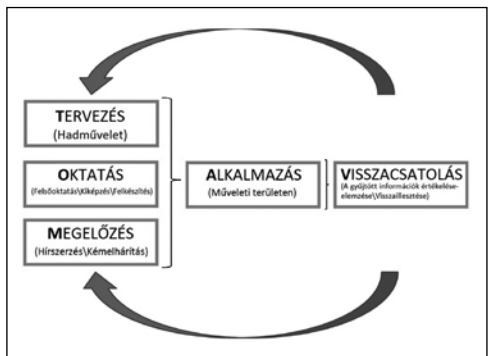 TERVEZÉS
(Hadművelet)
OKTATÁS
(Felsőoktatás\Kiképzés\Felkészítés)
MEGELŐZÉS
(Hírszerzés\Kémelhárítás)
ALKALMAZÁS
(Műveleti területen)
VISSZACSATOLÁS
(A gyűjtött információk értékelése-
elemzése\Visszaillesztése)